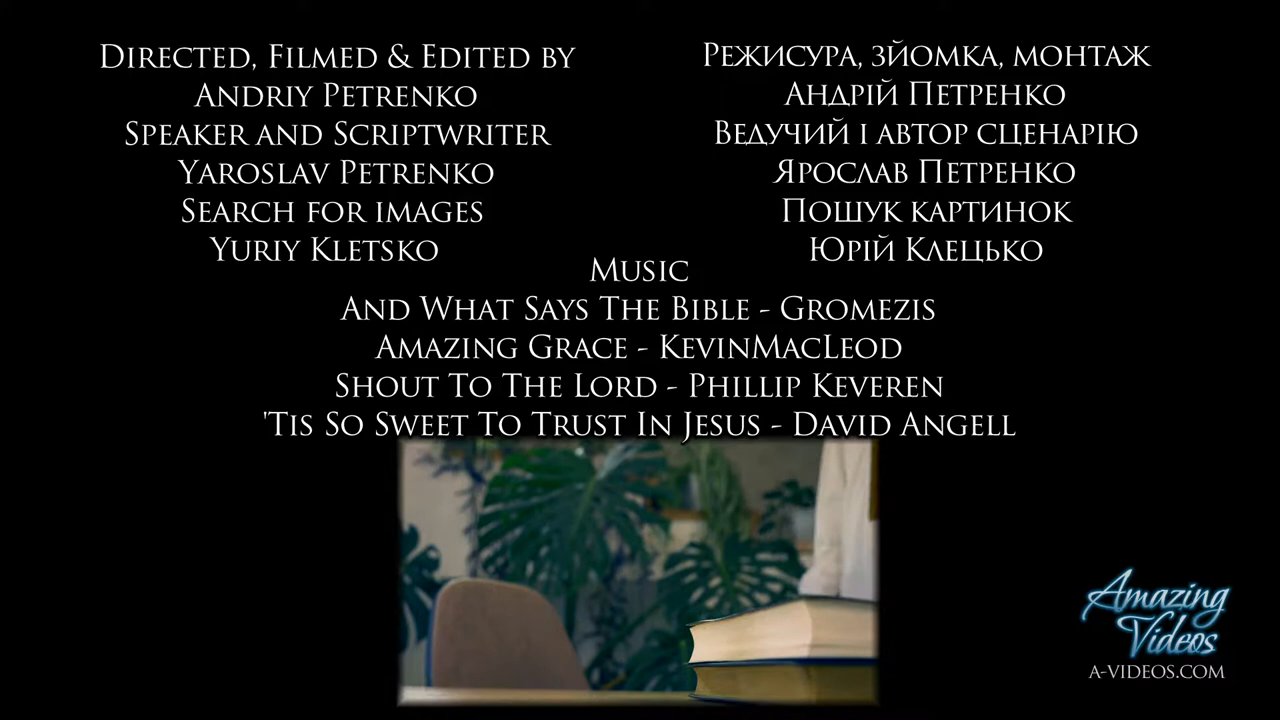 Directed, Filmed & Edited by
Andriy Petrenko
Speaker and Scriptwriter
Yaroslav Petrenko
Search for images
Yuriy Kletsko
Режисура, зйомка, монтаж
Андрій Петренко
Ведучий і автор сценарію
Ярослав Петренко
Пошук картинок
Юрій Клецько
Music
And What Says The Bible - Gromezis
Amazing Grace - KevinMacLeod
Shout To The Lord - Phillip Keveren
'Tis So Sweet To Trust In Jesus - David Angell
Amazing
Videos
a-videos.com